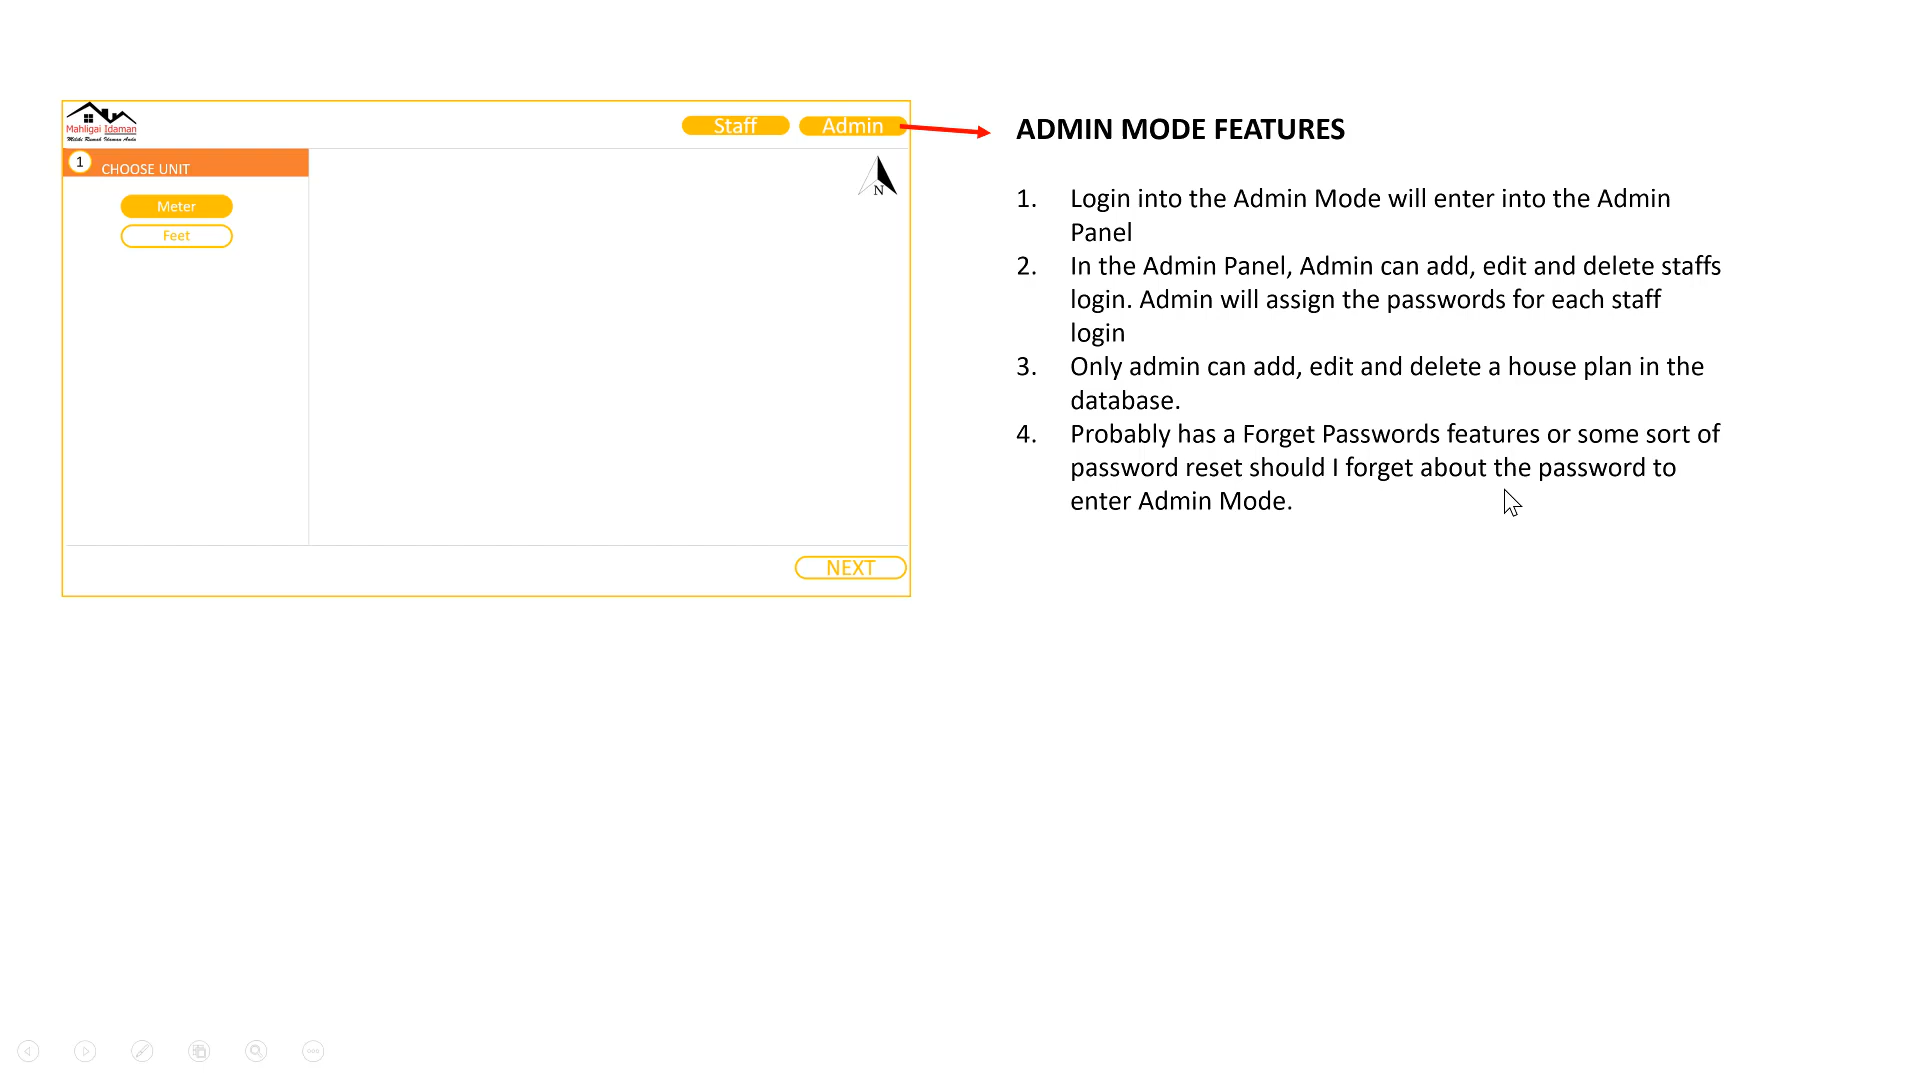 Mahligai Idaman
Miliki Rumah Idaman Anda
Staff
Admin
1
CHOOSE UNIT
Meter
Feet
N
NEXT
ADMIN MODE FEATURES
1. Login into the Admin Mode will enter into the Admin
Panel
2. In the Admin Panel, Admin can add, edit and delete staffs
login. Admin will assign the passwords for each staff
login
3. Only admin can add, edit and delete a house plan in the
database.
4. Probably has a Forget Passwords features or some sort of
password reset should I forget about the password to
enter Admin Mode.